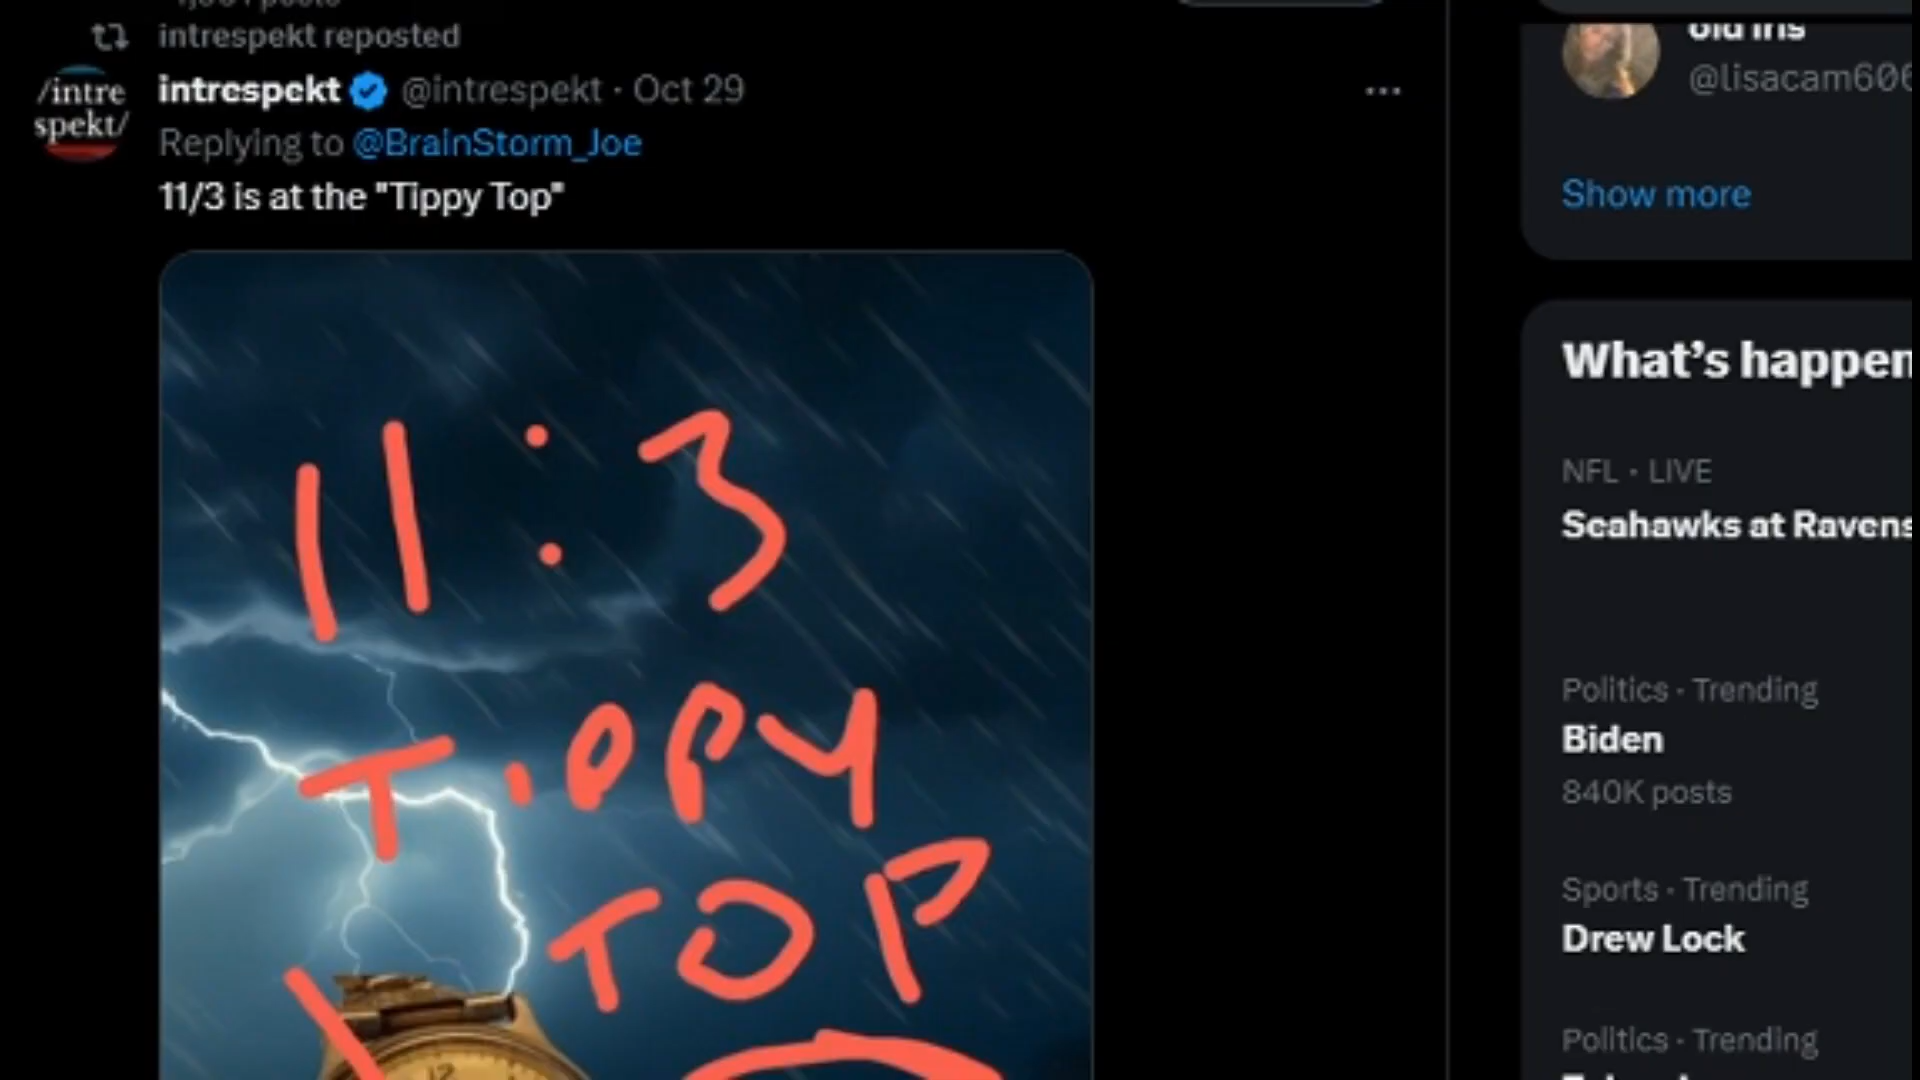 intrespekt reposted
/intre
spekt/
intrespekt @intrespekt · Oct 29
Replying to @BrainStorm_Joe
11/3 is at the "Tippy Top"
11:3
TiPPY
TOP
12
@lisacam606
Show more
What's happen
NFL · LIVE
Seahawks at Ravens
Politics · Trending
Biden
840K posts
Sports · Trending
Drew Lock
Politics · Trending